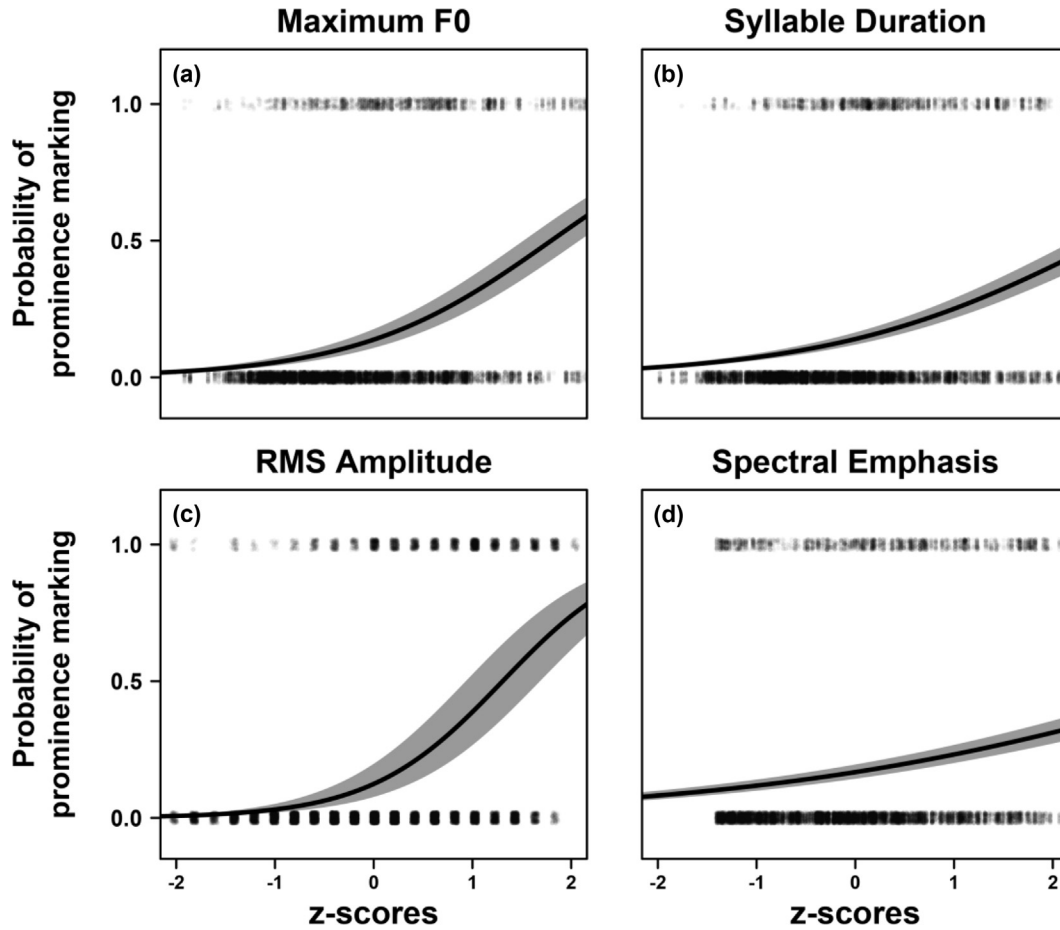 Maximum F0
Syllable Duration
(a)
(b)
Probability of
prominence marking
1.0
0.5
0.0
RMS Amplitude
Spectral Emphasis
(c)
(d)
Probability of
prominence marking
1.0
0.5
0.0
-2 -1 0 1 2
-2 -1 0 1 2
z-scores
z-scores